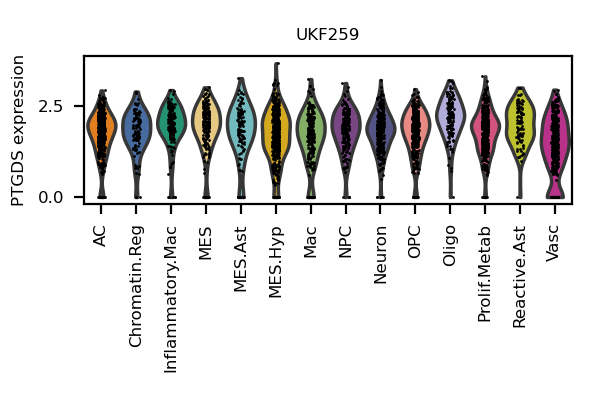 UKF259
PTGDS expression
2.5
0.0
AC
Chromatin.Reg
Inflammatory.Mac
MES
MES.Ast
MES.Hyp
Mac
NPC
Neuron
OPC
Oligo
Prolif.Metab
Reactive.Ast
Vasc